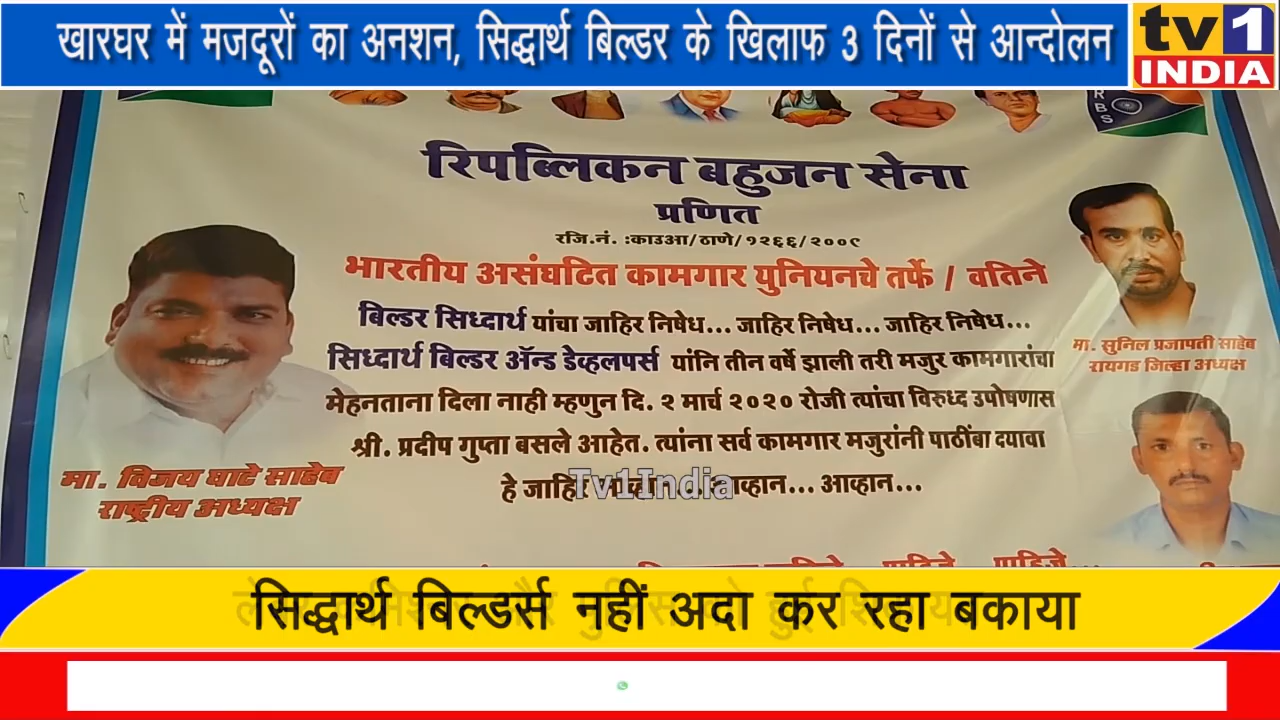 खारघर में मजदूरों का अनशन, सिद्धार्थ बिल्डर के खिलाफ 3 दिनों से आन्दोलन
tv1
INDIA
RBS
रिपब्लिकन बहुजन सेना
प्रणित
रजि.नं. :काउआ/ठाणे/१२६६/२००९
भारतीय असंघटित कामगार युनियनचे तर्फे / वतिने
बिल्डर सिध्दार्थ यांचा जाहिर निषेध... जाहिर निषेध... जाहिर निषेध...
सिध्दार्थ बिल्डर ॲन्ड डेव्हलपर्स यांनि तीन वर्षे झाली तरी मजुर कामगारांचा
मेहनताना दिला नाही म्हणुन दि. २ मार्च २०२० रोजी त्यांचा विरुध्द उपोषणास
श्री. प्रदीप गुप्ता बसले आहेत. त्यांना सर्व कामगार मजुरांनी पाठींबा दयावा
हे जाहिर आव्हान... आव्हान...
Tv1India
मा. विजय घाटे साहेब
राष्ट्रीय अध्यक्ष
मा. सुनिल प्रजापती साहेब
रायगड जिल्हा अध्यक्ष
पाहिजे...
सिद्धार्थ बिल्डर्स नहीं अदा कर रहा बकाया